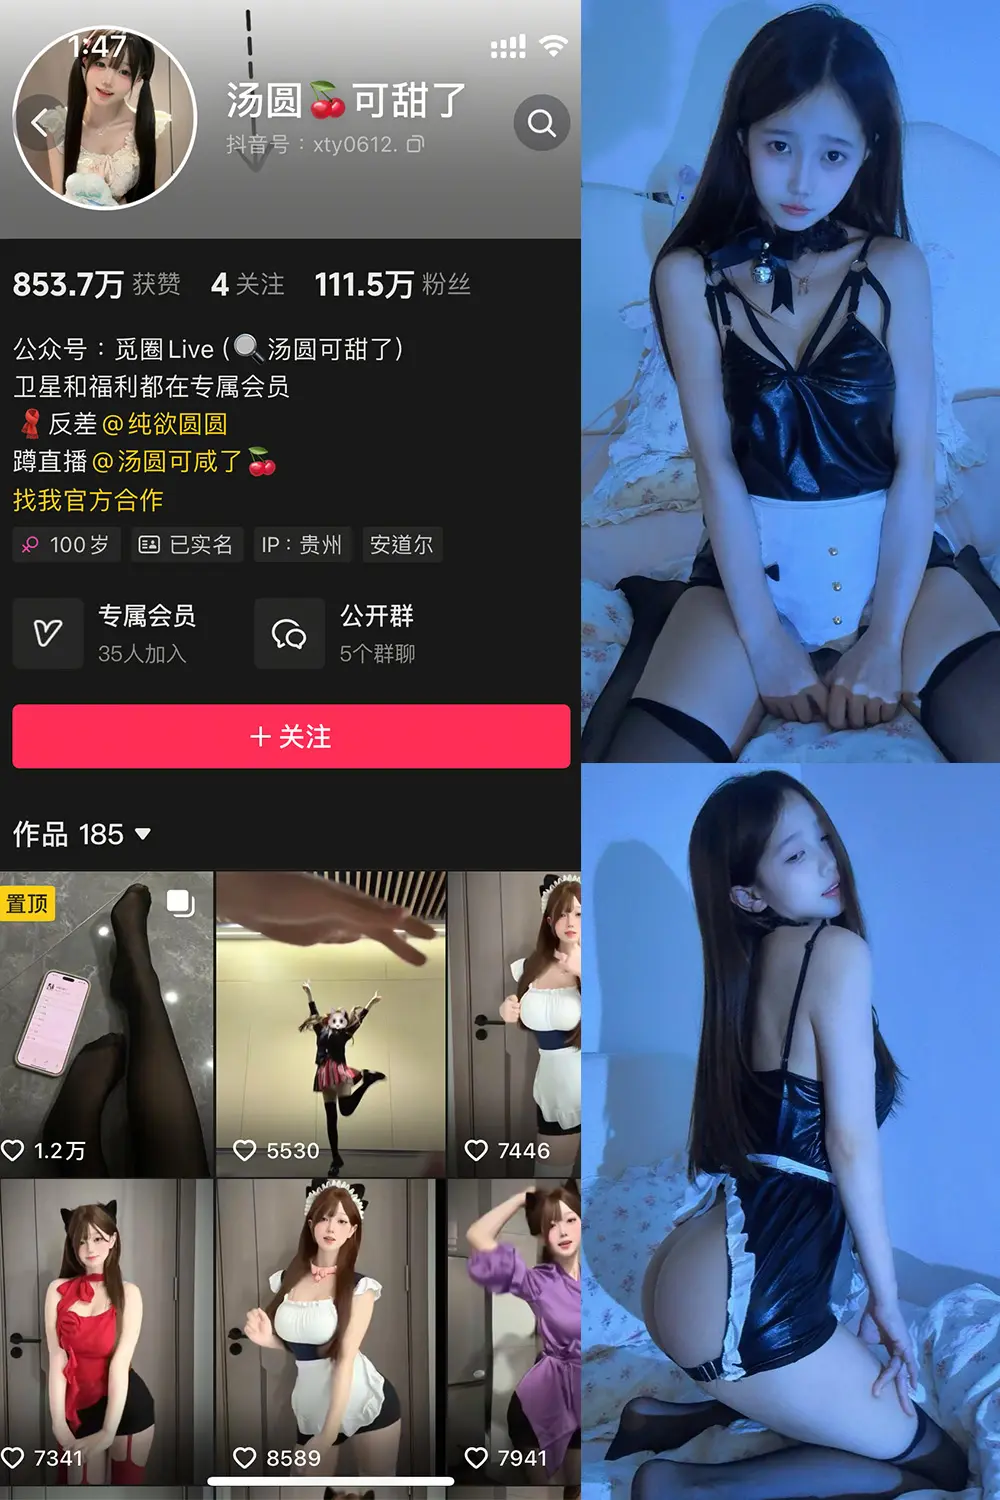 1:47
汤圆🍒可甜了
抖音号：xty0612.
853.7万 获赞 4 关注 111.5万 粉丝
公众号：觅圈Live (🔍汤圆可甜了)
卫星和福利都在专属会员
🧣反差@纯欲圆圆
蹲直播@汤圆可咸了🍒
找我官方合作
100岁 已实名 IP：贵州 安道尔
专属会员 公开群
35人加入 5个群聊
＋关注
作品 185
置顶
1.2万 5530 7446
7341 8589 7941